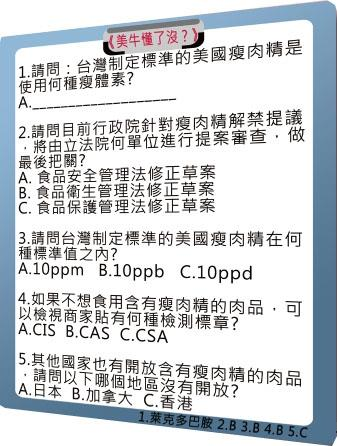 《美牛懂了沒?》
1.請問：台灣制定標準的美國瘦肉精是
使用何種瘦體素?
A.___________________
2.請問目前行政院針對瘦肉精解禁提議
，將由立法院何單位進行提案審查，做
最後把關?
A. 食品安全管理法修正草案
B. 食品衛生管理法修正草案
C. 食品保護管理法修正草案
3.請問台灣制定標準的美國瘦肉精在何
種標準值之內?
A.10ppm B.10ppb C.10ppd
4.如果不想食用含有瘦肉精的肉品，可
以檢視商家貼有何種檢測標章?
A.CIS B.CAS C.CSA
5.其他國家也有開放含有瘦肉精的肉品
，請問以下哪個地區沒有開放?
A.日本 B.加拿大 C.香港
1.萊克多巴胺 2.B 3.B 4.B 5.C